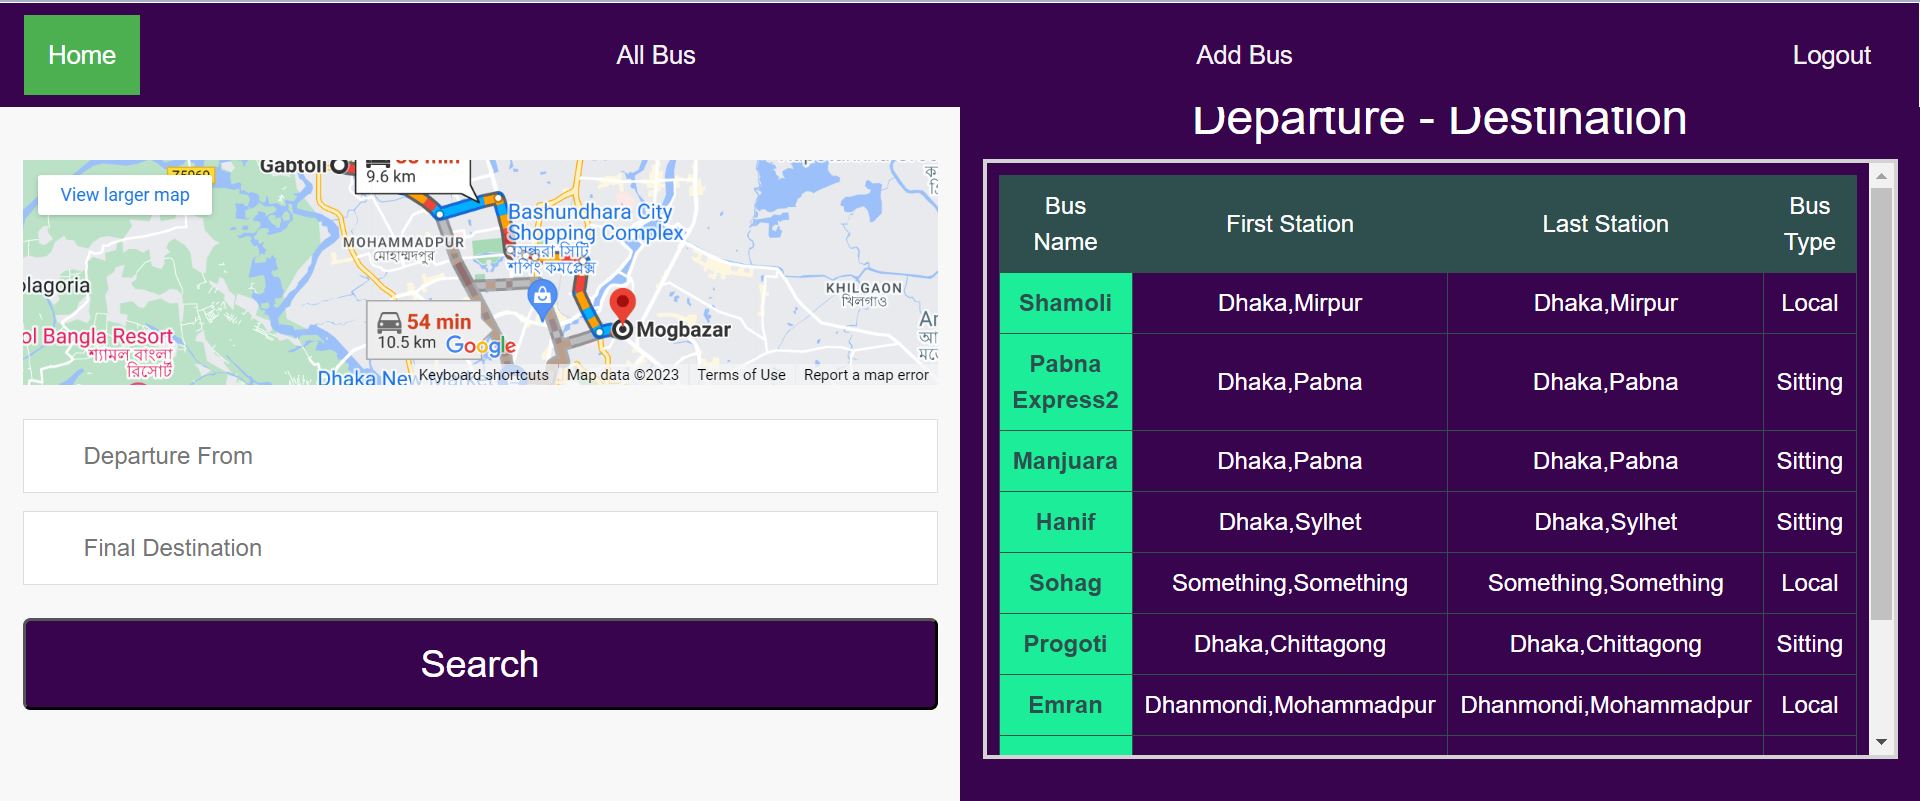 Home
All Bus
Add Bus
Logout
Departure - Destination
View larger map
Gabtoli
9.6 km
Bashundhara City
Shopping Complex
বসুন্ধরা সিটি
শপিং কমপ্লেক্স
MOHAMMADPUR
মোহাম্মদপুর
KHILGAON
খিলগাঁও
54 min
10.5 km
Google
Mogbazar
Bangla Resort
শ্যামল বাংলা
রিসোর্ট
Dhaka New Market
Keyboard shortcuts
Map data ©2023
Terms of Use
Report a map error
Departure From
Final Destination
Search
Bus Name First Station Last Station Bus Type
Shamoli Dhaka,Mirpur Dhaka,Mirpur Local
Pabna Express2 Dhaka,Pabna Dhaka,Pabna Sitting
Manjuara Dhaka,Pabna Dhaka,Pabna Sitting
Hanif Dhaka,Sylhet Dhaka,Sylhet Sitting
Sohag Something,Something Something,Something Local
Progoti Dhaka,Chittagong Dhaka,Chittagong Sitting
Emran Dhanmondi,Mohammadpur Dhanmondi,Mohammadpur Local